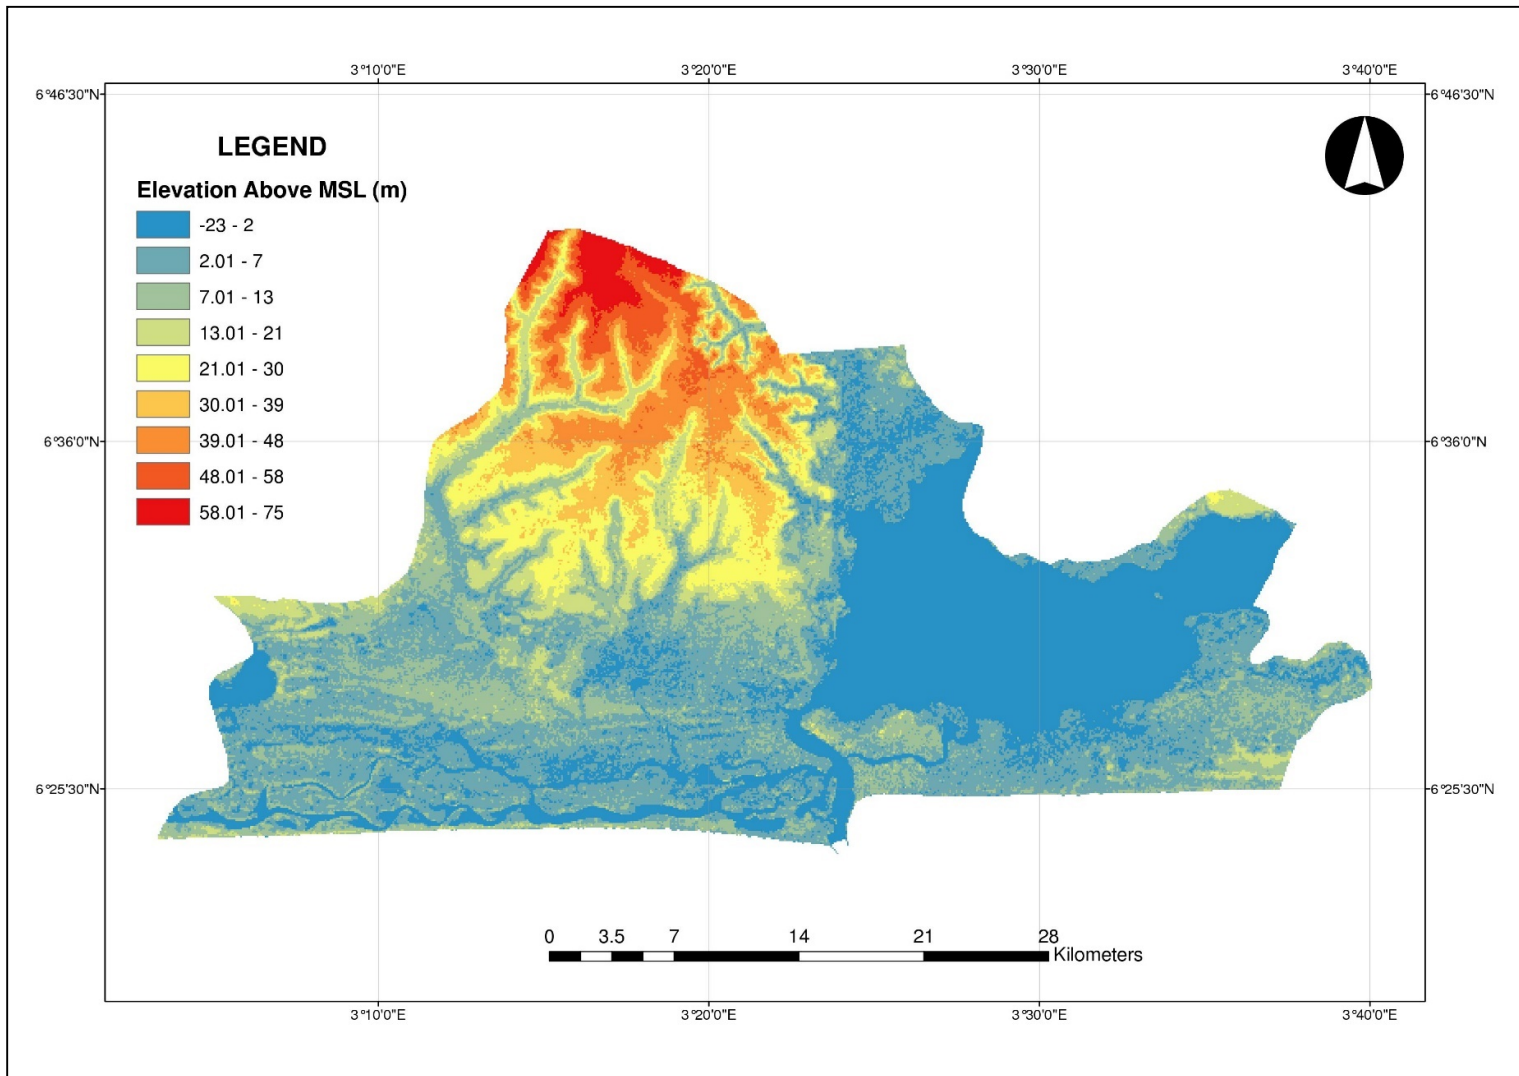 3°10'0"E 3°20'0"E 3°30'0"E 3°40'0"E
6°46'30"N 6°46'30"N
LEGEND
Elevation Above MSL (m)
-23 - 2
2.01 - 7
7.01 - 13
13.01 - 21
21.01 - 30
30.01 - 39
39.01 - 48
48.01 - 58
58.01 - 75
6°36'0"N 6°36'0"N
6°25'30"N 6°25'30"N
0 3.5 7 14 21 28
Kilometers
3°10'0"E 3°20'0"E 3°30'0"E 3°40'0"E